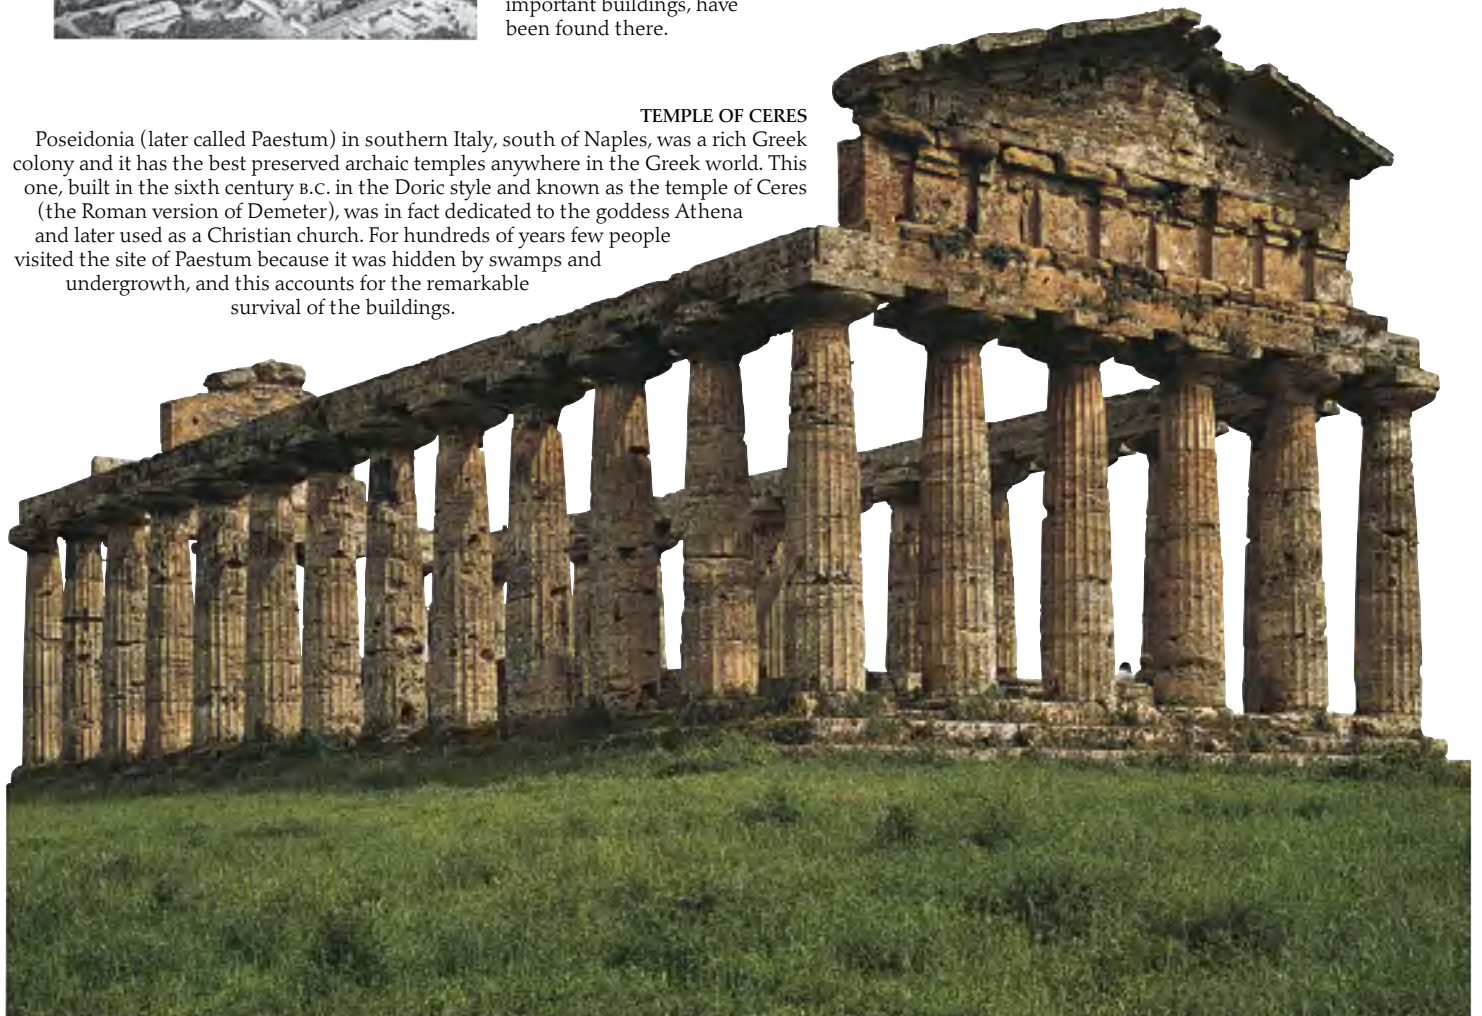 important buildings, have
been found there.
TEMPLE OF CERES
Poseidonia (later called Paestum) in southern Italy, south of Naples, was a rich Greek
colony and it has the best preserved archaic temples anywhere in the Greek world. This
one, built in the sixth century B.C. in the Doric style and known as the temple of Ceres
(the Roman version of Demeter), was in fact dedicated to the goddess Athena
and later used as a Christian church. For hundreds of years few people
visited the site of Paestum because it was hidden by swamps and
undergrowth, and this accounts for the remarkable
survival of the buildings.